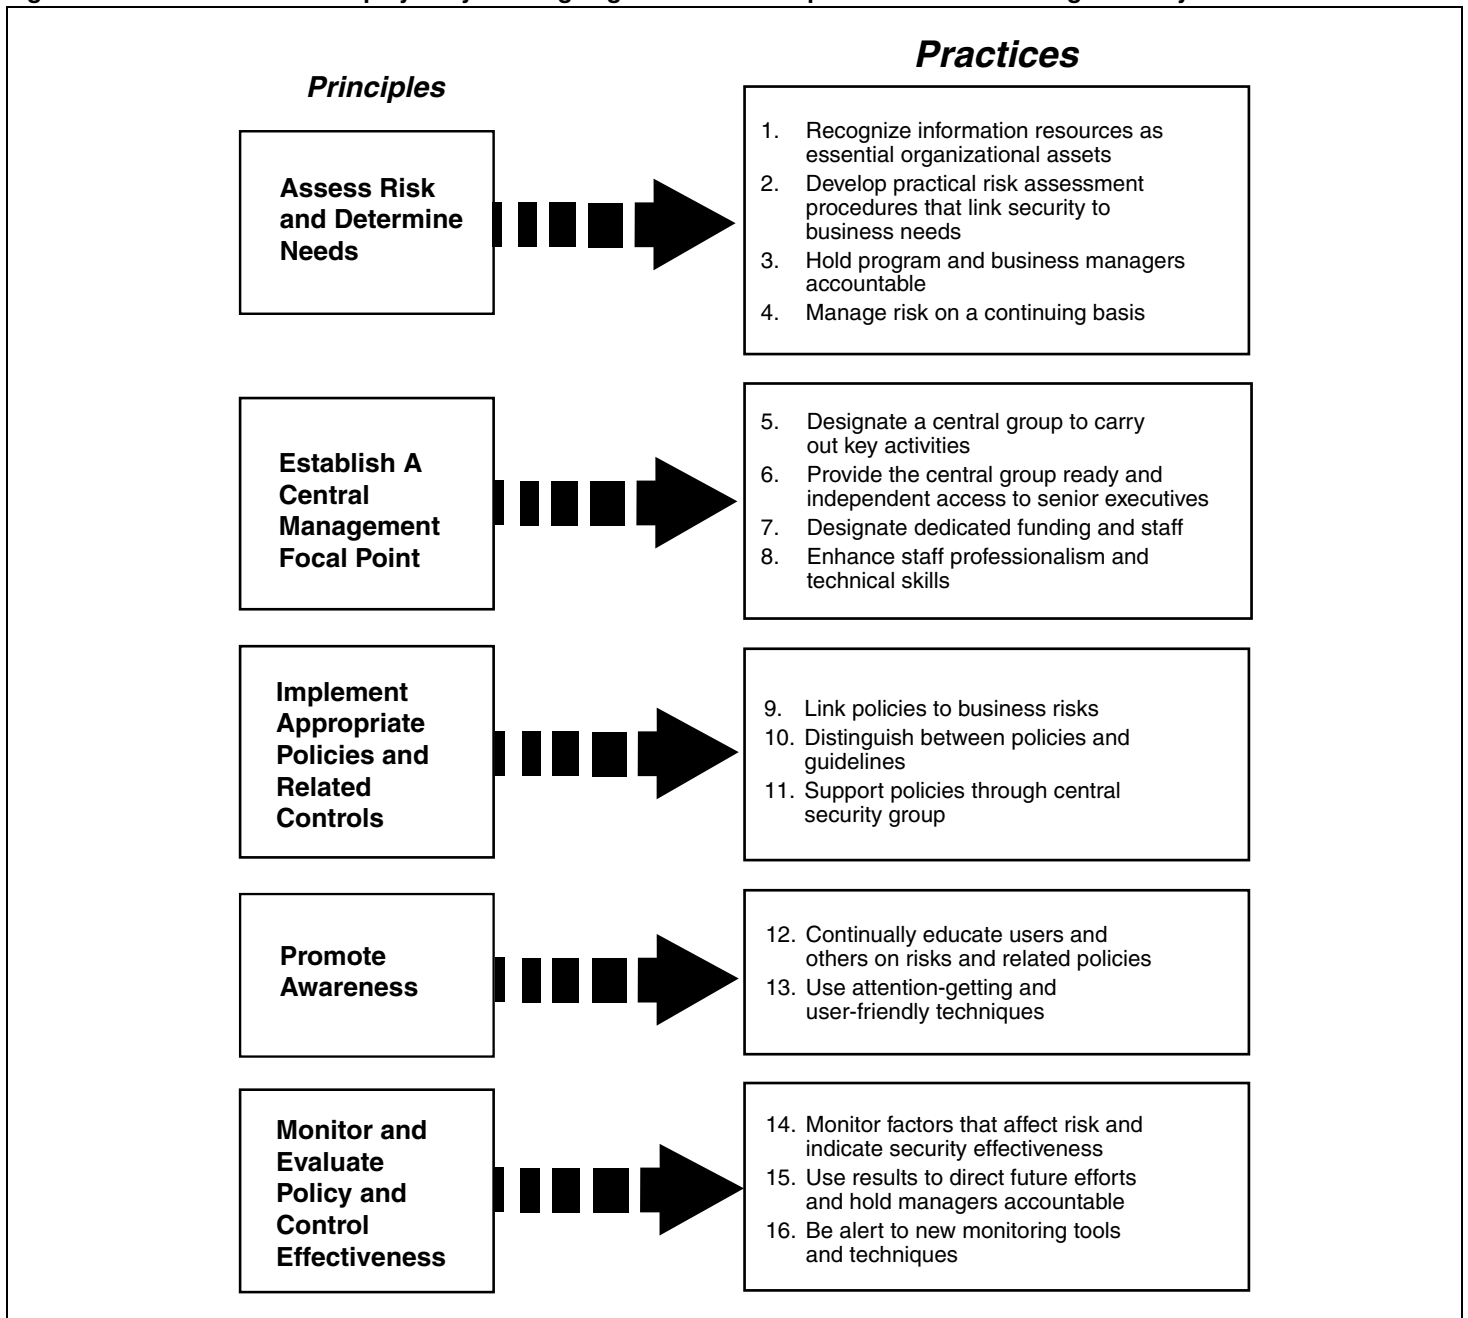 Principles
Practices
Assess Risk
and Determine
Needs
1. Recognize information resources as
essential organizational assets
2. Develop practical risk assessment
procedures that link security to
business needs
3. Hold program and business managers
accountable
4. Manage risk on a continuing basis
Establish A
Central
Management
Focal Point
5. Designate a central group to carry
out key activities
6. Provide the central group ready and
independent access to senior executives
7. Designate dedicated funding and staff
8. Enhance staff professionalism and
technical skills
Implement
Appropriate
Policies and
Related
Controls
9. Link policies to business risks
10. Distinguish between policies and
guidelines
11. Support policies through central
security group
Promote
Awareness
12. Continually educate users and
others on risks and related policies
13. Use attention-getting and
user-friendly techniques
Monitor and
Evaluate
Policy and
Control
Effectiveness
14. Monitor factors that affect risk and
indicate security effectiveness
15. Use results to direct future efforts
and hold managers accountable
16. Be alert to new monitoring tools
and techniques